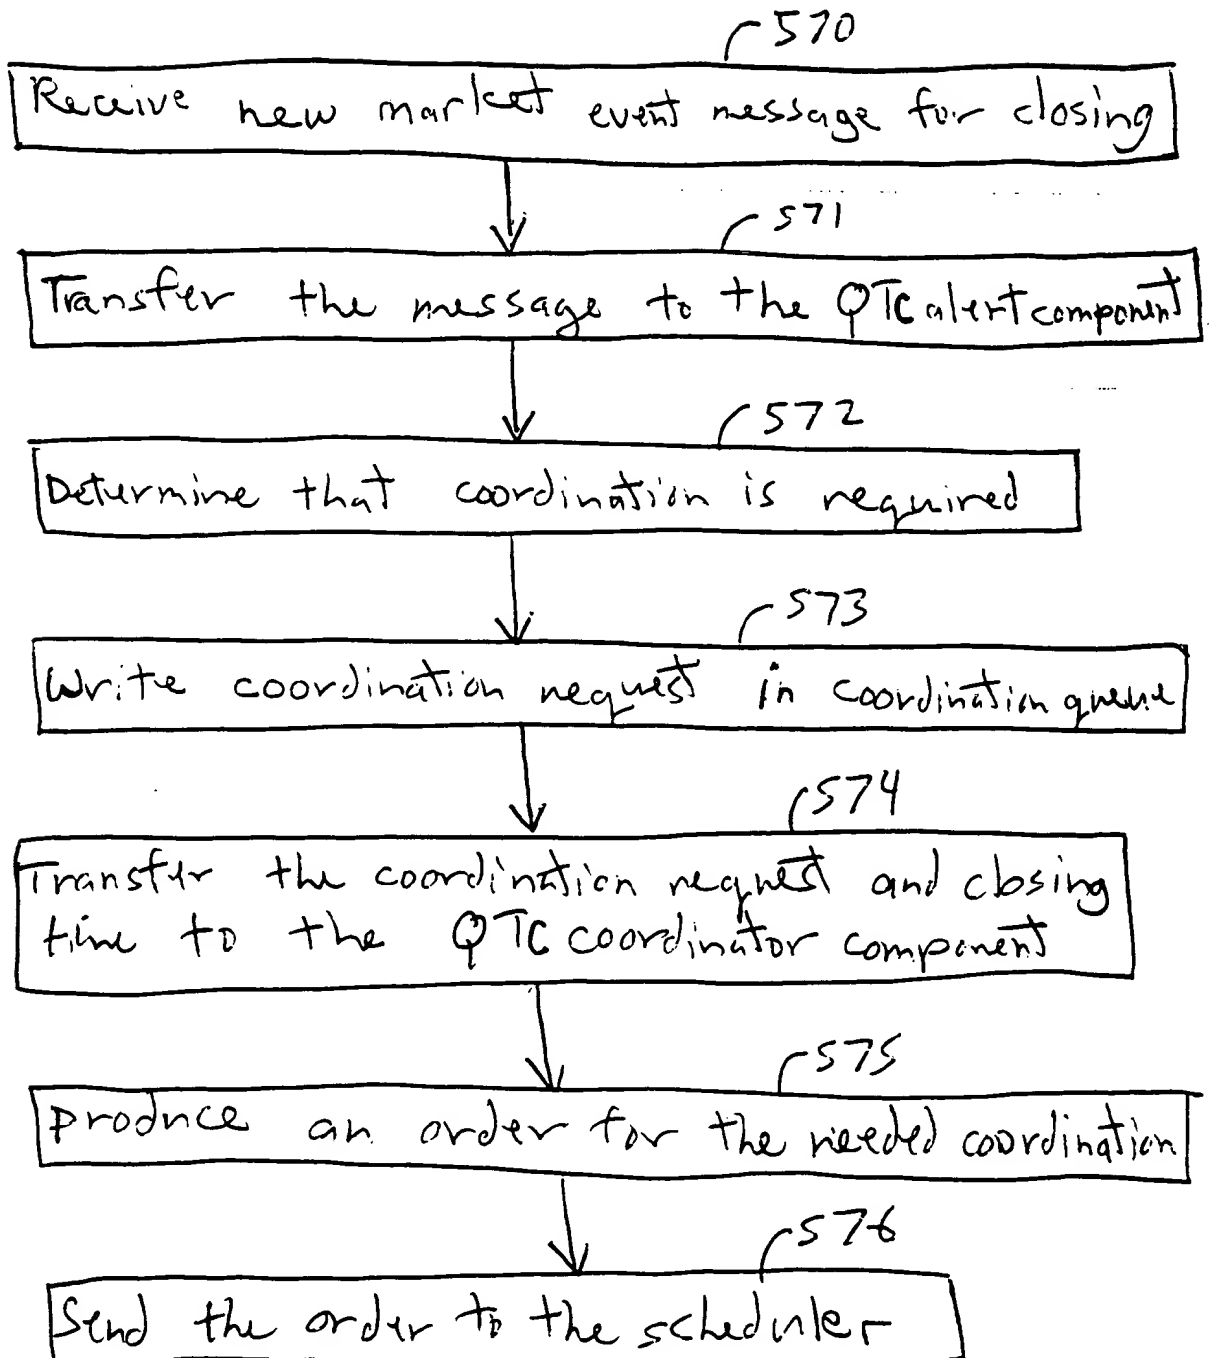 570
Receive new market event message for closing
571
Transfer the message to the QTC alert component
572
Determine that coordination is required
573
Write coordination request in coordination queue
574
Transfer the coordination request and closing
time to the QTC coordinator component
575
produce an order for the needed coordination
576
Send the order to the scheduler